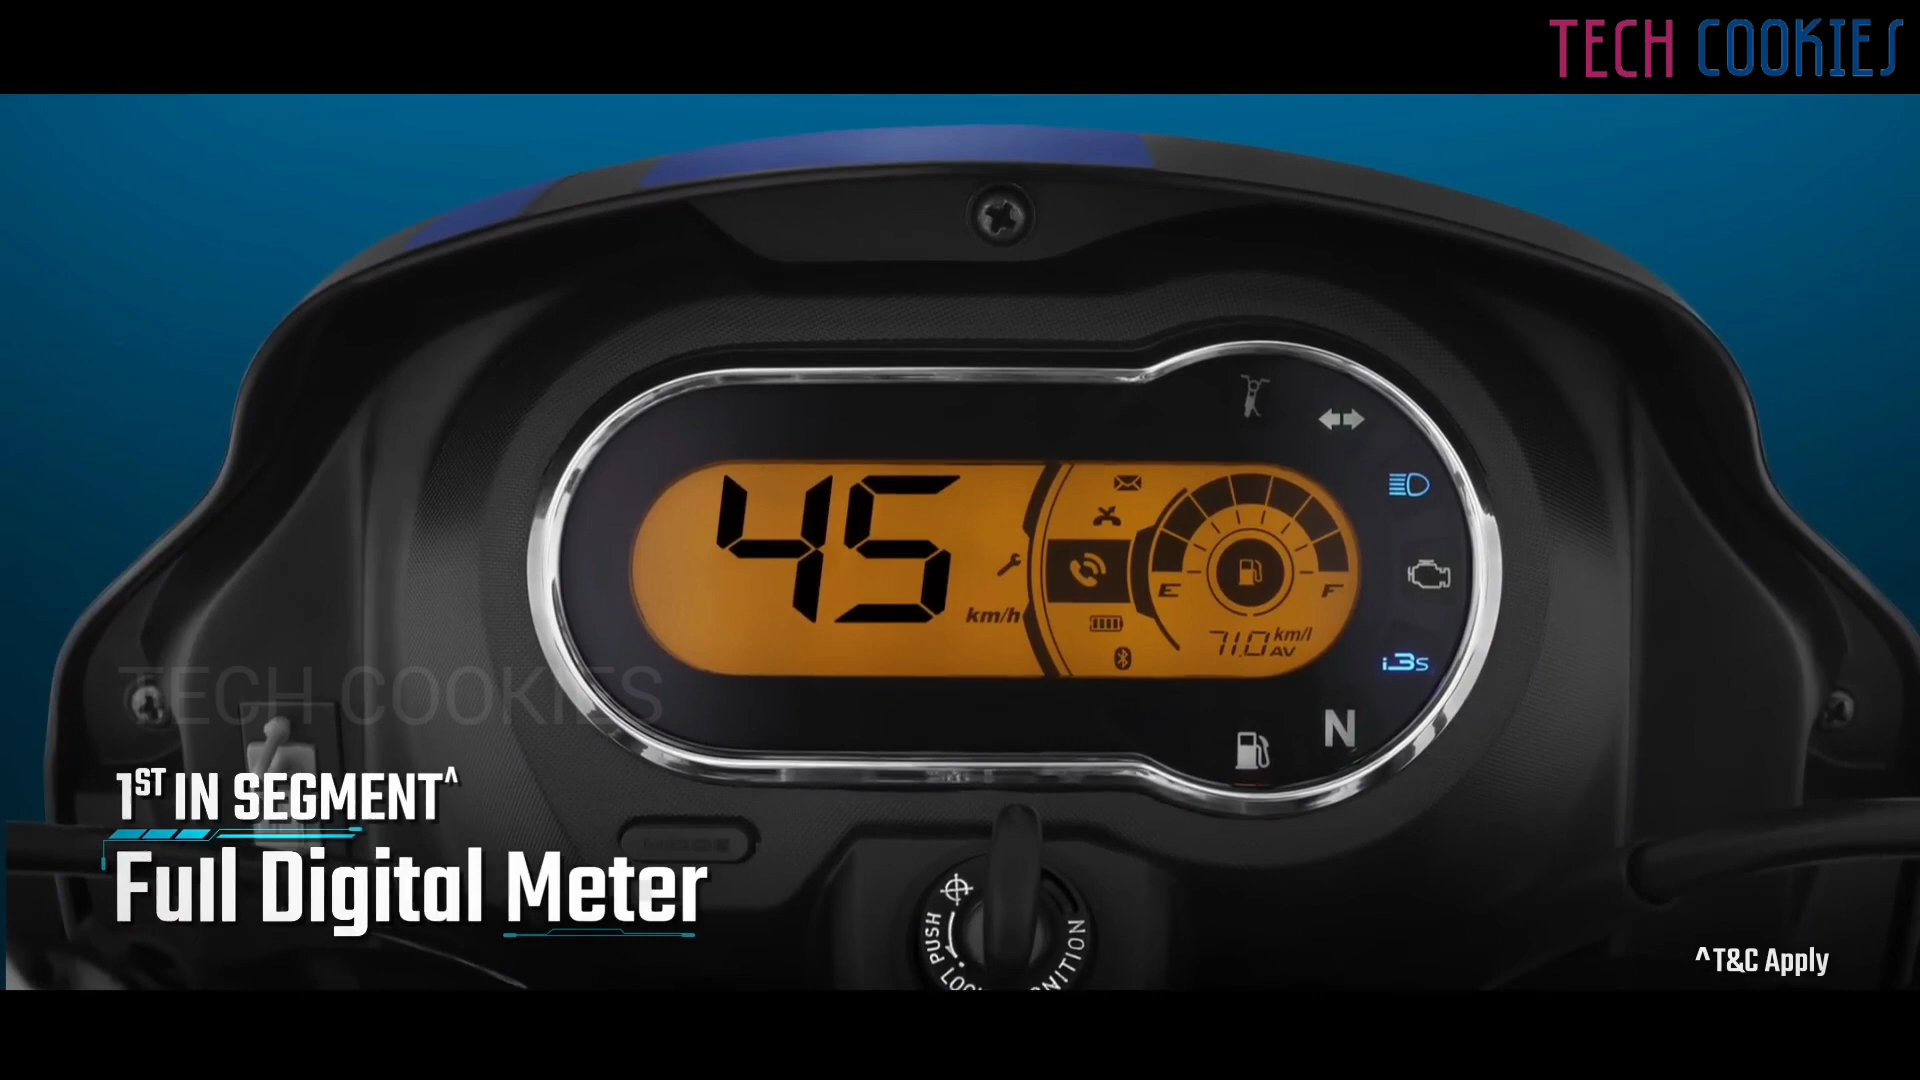 TECH COOKIES
45
km/h
E
F
71.0 km/l
AV
i3S
N
TECH COOKIES
1ST IN SEGMENT^
Full Digital Meter
PUSH
^T&C Apply